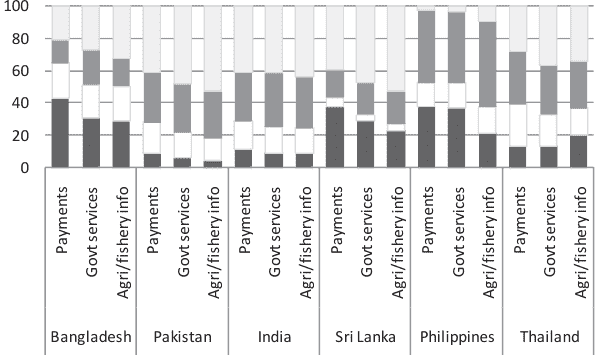 100
80
60
40
20
0
Payments
Govt services
Agri/fishery info
Payments
Govt services
Agri/fishery info
Payments
Govt services
Agri/fishery info
Payments
Govt services
Agri/fishery info
Payments
Govt services
Agri/fishery info
Payments
Govt services
Agri/fishery info
Bangladesh
Pakistan
India
Sri Lanka
Philippines
Thailand